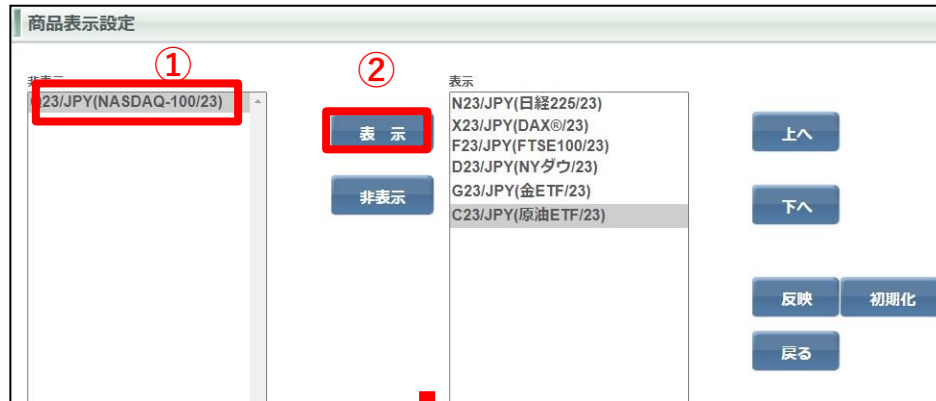 商品表示設定
①
②
非表示
表示
Q23/JPY(NASDAQ-100/23)
N23/JPY(日経225/23)
X23/JPY(DAX®/23)
F23/JPY(FTSE100/23)
D23/JPY(NYダウ/23)
G23/JPY(金ETF/23)
C23/JPY(原油ETF/23)
表 示
非表示
上へ
下へ
反映
初期化
戻る